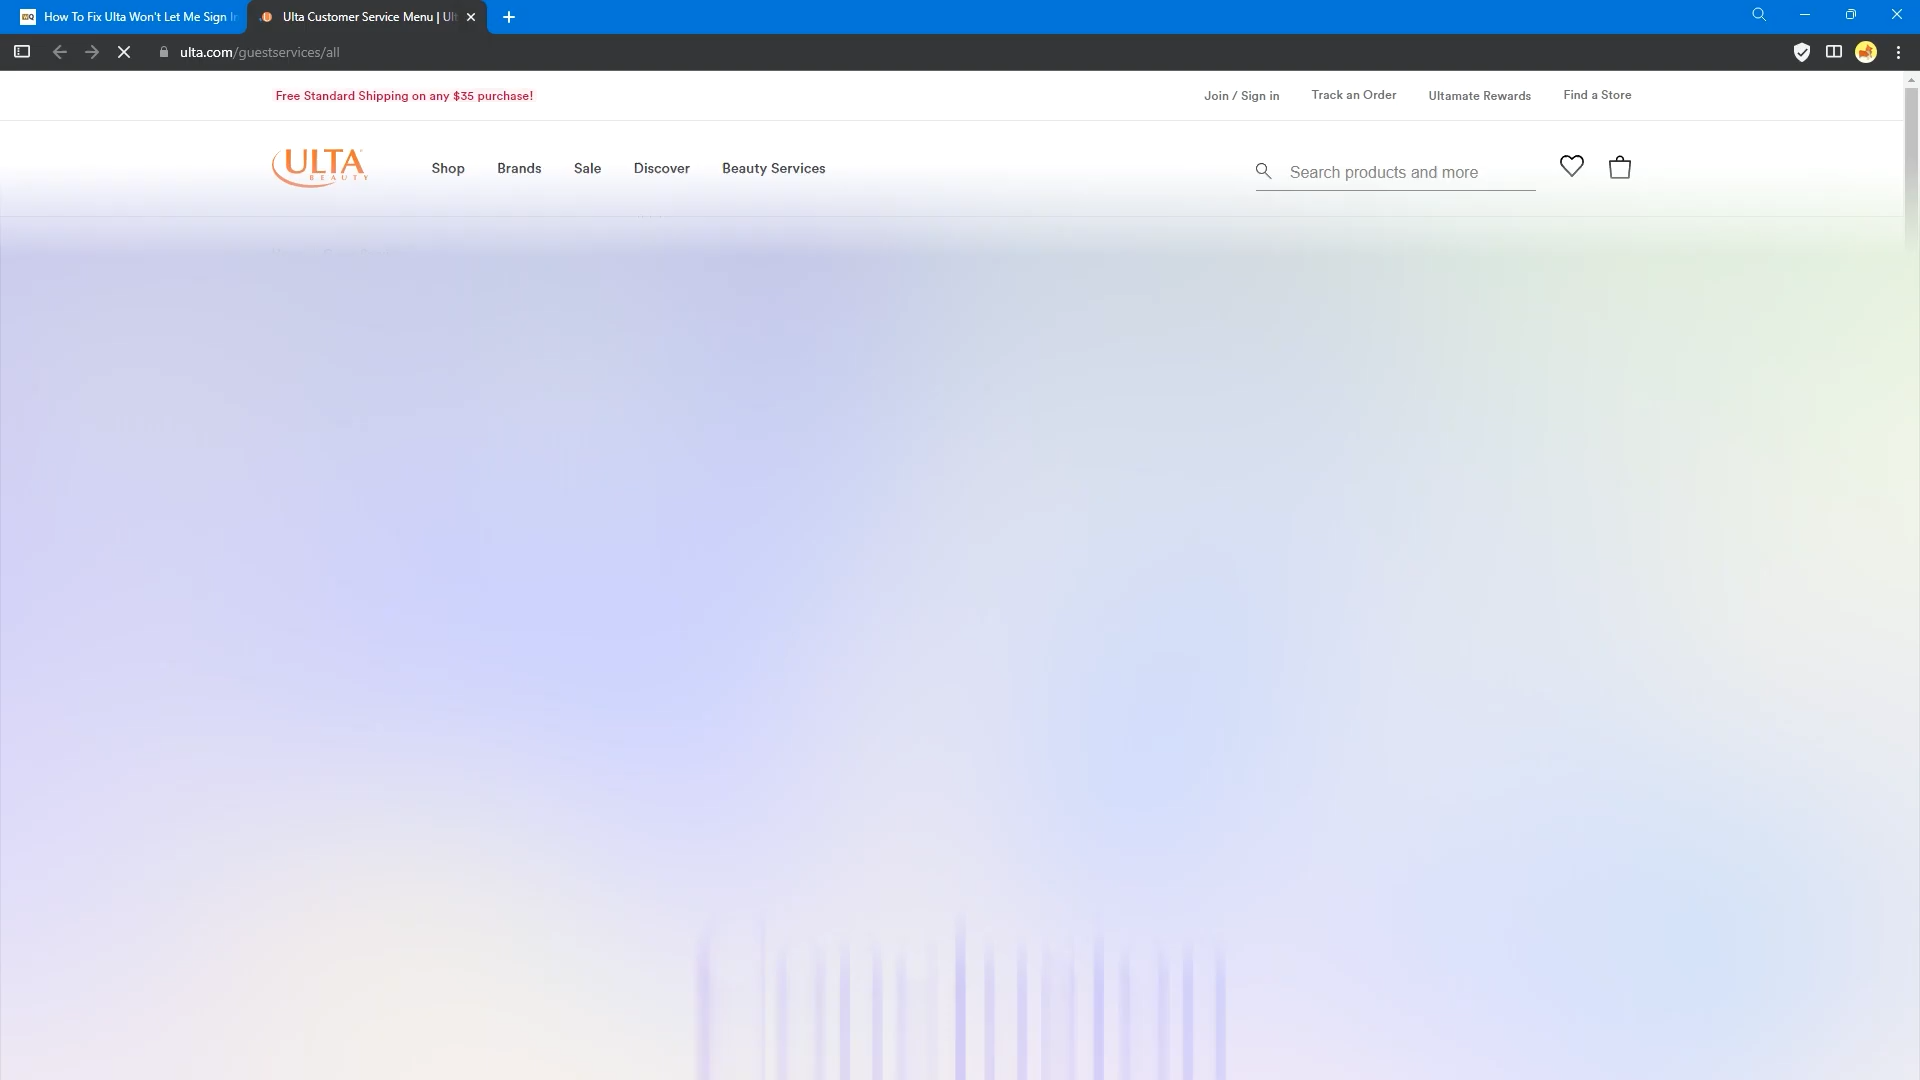 How To Fix Ulta Won't Let Me Sign I
Ulta Customer Service Menu | Ul
ulta.com/guestservices/all
Free Standard Shipping on any $35 purchase!
Join / Sign in
Track an Order
Ultamate Rewards
Find a Store
ULTA
BEAUTY
Shop
Brands
Sale
Discover
Beauty Services
Search products and more